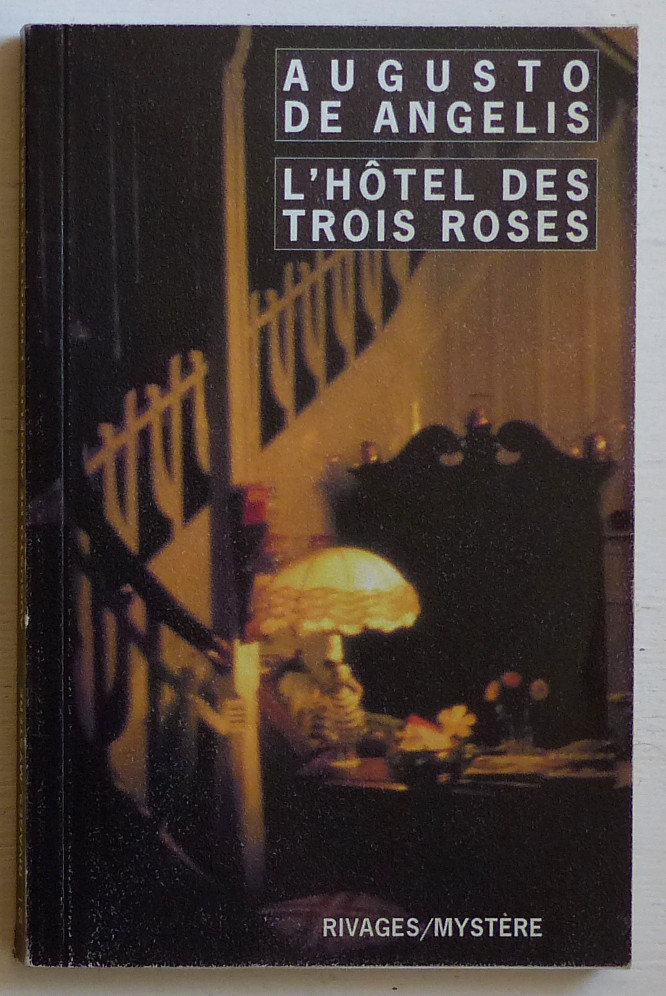 AUGUSTO
DE ANGELIS
L'HÔTEL DES
TROIS ROSES
RIVAGES/MYSTÈRE